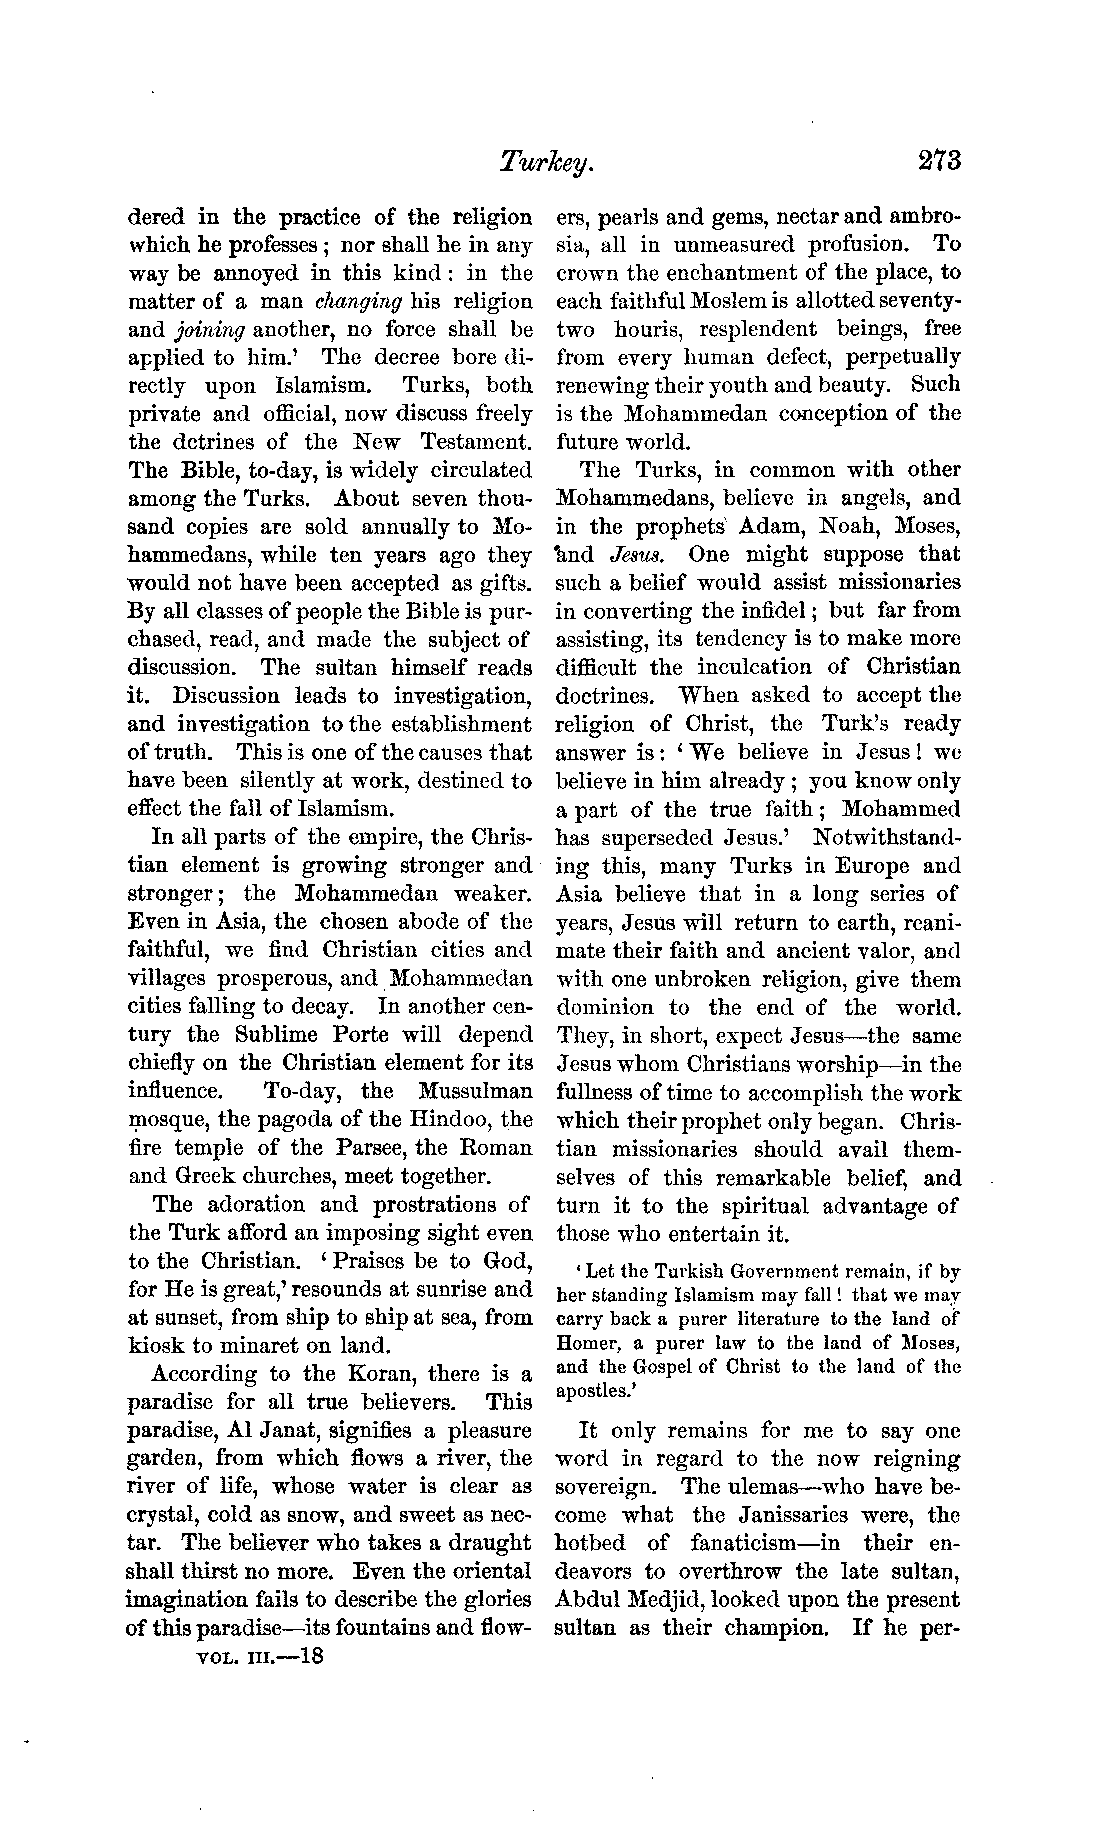 Turkey. 273
dered in the practice of the religion
which he professes; nor shall he in any
way be annoyed in this kind: in the
matter of a man changing his religion
and joining another, no force shall be
applied to him.' The decree bore di-
rectly upon Islamism. Turks, both
private and official, now discuss freely
the dctrines of the New Testament.
The Bible, to-day, is widely circulated
among the Turks. About seven thou-
sand copies are sold annually to Mo-
hammedans, while ten years ago they
would not have been accepted as gifts.
By all classes of people the Bible is pur-
chased, read, and made the subject of
discussion. The sultan himself reads
it. Discussion leads to investigation,
and investigation to the establishment
of truth. This is one of the causes that
have been silently at work, destined to
effect the fall of Islamism.
In all parts of the empire, the Chris-
tian element is growing stronger and
stronger; the Mohammedan weaker.
Even in Asia, the chosen abode of the
faithful, we find Christian cities and
villages prosperous, and Mohammedan
cities falling to decay. In another cen-
tury the Sublime Porte will depend
chiefly on the Christian element for its
influence. To-day, the Mussulman
mosque, the pagoda of the Hindoo, the
fire temple of the Parsee, the Roman
and Greek churches, meet together.
The adoration and prostrations of
the Turk afford an imposing sight even
to the Christian. 'Praises be to God,
for He is great,' resounds at sunrise and
at sunset, from ship to ship at sea, from
kiosk to minaret on land.
According to the Koran, there is a
paradise for all true believers. This
paradise, Al Janat, signifies a pleasure
garden, from which flows a river, the
river of life, whose water is clear as
crystal, cold as snow, and sweet as nec-
tar. The believer who takes a draught
shall thirst no more. Even the oriental
imagination fails to describe the glories
of this paradise—its fountains and flow-
VOL. III.—18
ers, pearls and gems, nectar and ambro-
sia, all in unmeasured profusion. To
crown the enchantment of the place, to
each faithful Moslem is allotted seventy-
two houris, resplendent beings, free
from every human defect, perpetually
renewing their youth and beauty. Such
is the Mohammedan conception of the
future world.
The Turks, in common with other
Mohammedans, believe in angels, and
in the prophets Adam, Noah, Moses,
and Jesus. One might suppose that
such a belief would assist missionaries
in converting the infidel; but far from
assisting, its tendency is to make more
difficult the inculcation of Christian
doctrines. When asked to accept the
religion of Christ, the Turk's ready
answer is: 'We believe in Jesus! we
believe in him already; you know only
a part of the true faith; Mohammed
has superseded Jesus.' Notwithstand-
ing this, many Turks in Europe and
Asia believe that in a long series of
years, Jesus will return to earth, reani-
mate their faith and ancient valor, and
with one unbroken religion, give them
dominion to the end of the world.
They, in short, expect Jesus—the same
Jesus whom Christians worship—in the
fullness of time to accomplish the work
which their prophet only began. Chris-
tian missionaries should avail them-
selves of this remarkable belief, and
turn it to the spiritual advantage of
those who entertain it.
'Let the Turkish Government remain, if by
her standing Islamism may fall! that we may
carry back a purer literature to the land of
Homer, a purer law to the land of Moses,
and the Gospel of Christ to the land of the
apostles.'
It only remains for me to say one
word in regard to the now reigning
sovereign. The ulemas—who have be-
come what the Janissaries were, the
hotbed of fanaticism—in their en-
deavors to overthrow the late sultan,
Abdul Medjid, looked upon the present
sultan as their champion. If he per-